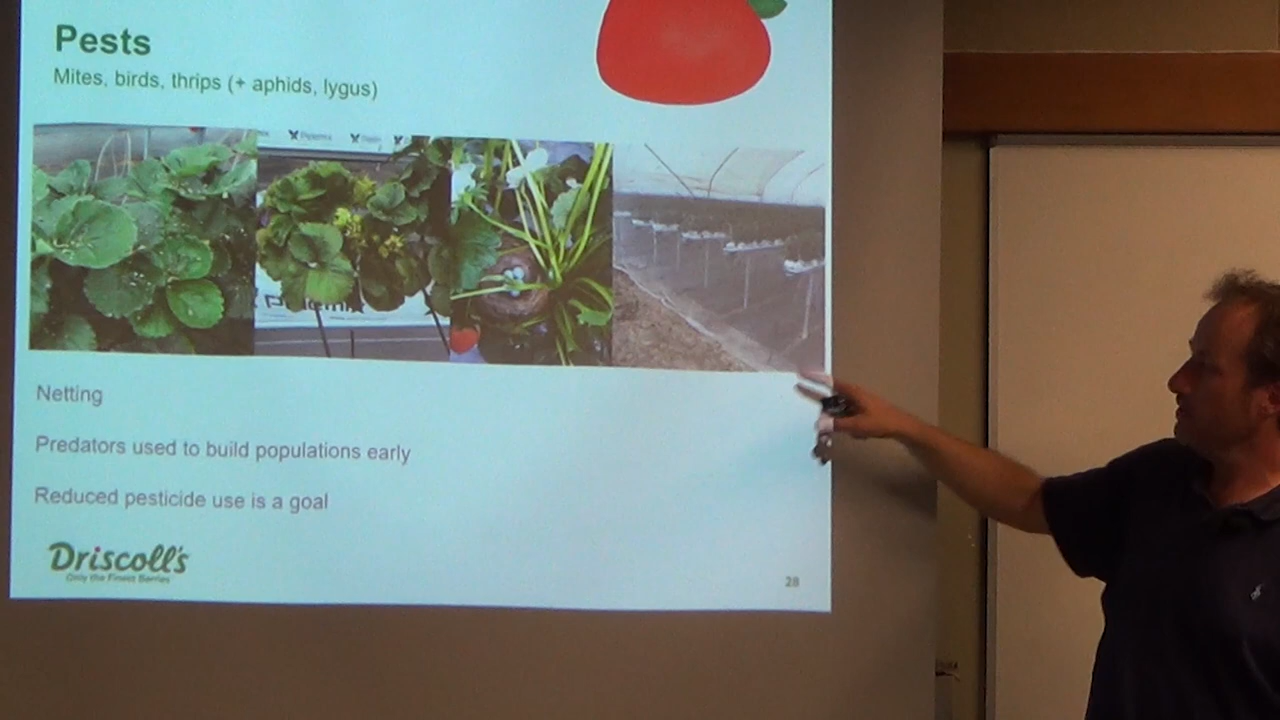 Pests
Mites, birds, thrips (+ aphids, lygus)
Netting
Predators used to build populations early
Reduced pesticide use is a goal
Driscoll's
Only the Finest Berries
28